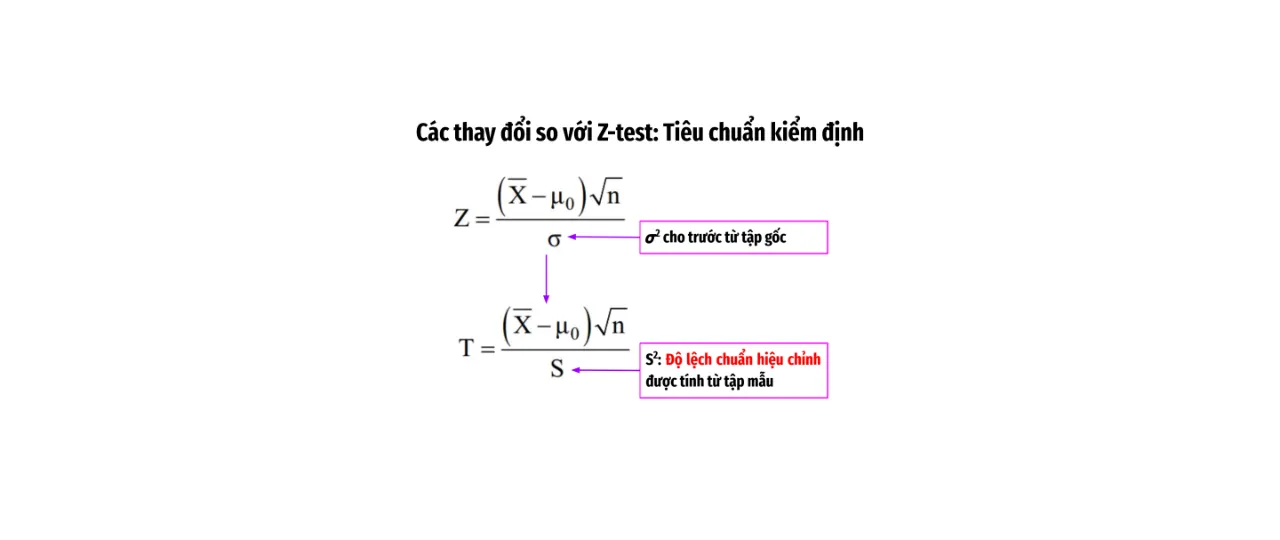 Các thay đổi so với Z-test: Tiêu chuẩn kiểm định
Z = (X̅ − μ₀)√n / σ
σ² cho trước từ tập gốc
T = (X̅ − μ₀)√n / S
S²: Độ lệch chuẩn hiệu chỉnh
được tính từ tập mẫu